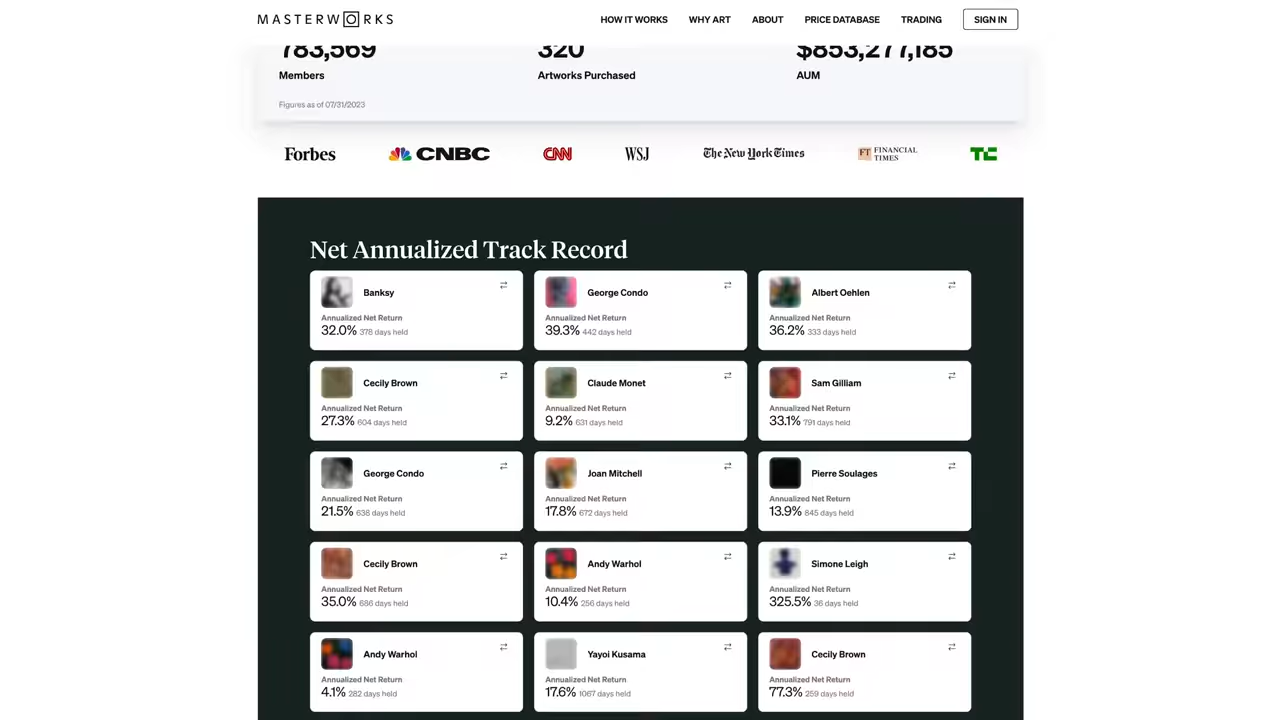 MASTERWORKS
HOW IT WORKS WHY ART ABOUT PRICE DATABASE TRADING SIGN IN
783,569 320 $853,277,185
Members Artworks Purchased AUM
Figures as of 07/31/2023
Forbes CNBC CNN WSJ The New York Times FT FINANCIAL TIMES TC
Net Annualized Track Record
Banksy George Condo Albert Oehlen
Annualized Net Return Annualized Net Return Annualized Net Return
32.0% 378 days held 39.3% 442 days held 36.2% 333 days held
Cecily Brown Claude Monet Sam Gilliam
Annualized Net Return Annualized Net Return Annualized Net Return
27.3% 604 days held 9.2% 631 days held 33.1% 791 days held
George Condo Joan Mitchell Pierre Soulages
Annualized Net Return Annualized Net Return Annualized Net Return
21.5% 638 days held 17.8% 672 days held 13.9% 845 days held
Cecily Brown Andy Warhol Simone Leigh
Annualized Net Return Annualized Net Return Annualized Net Return
35.0% 686 days held 10.4% 256 days held 325.5% 36 days held
Andy Warhol Yayoi Kusama Cecily Brown
Annualized Net Return Annualized Net Return Annualized Net Return
4.1% 282 days held 17.6% 1067 days held 77.3% 259 days held